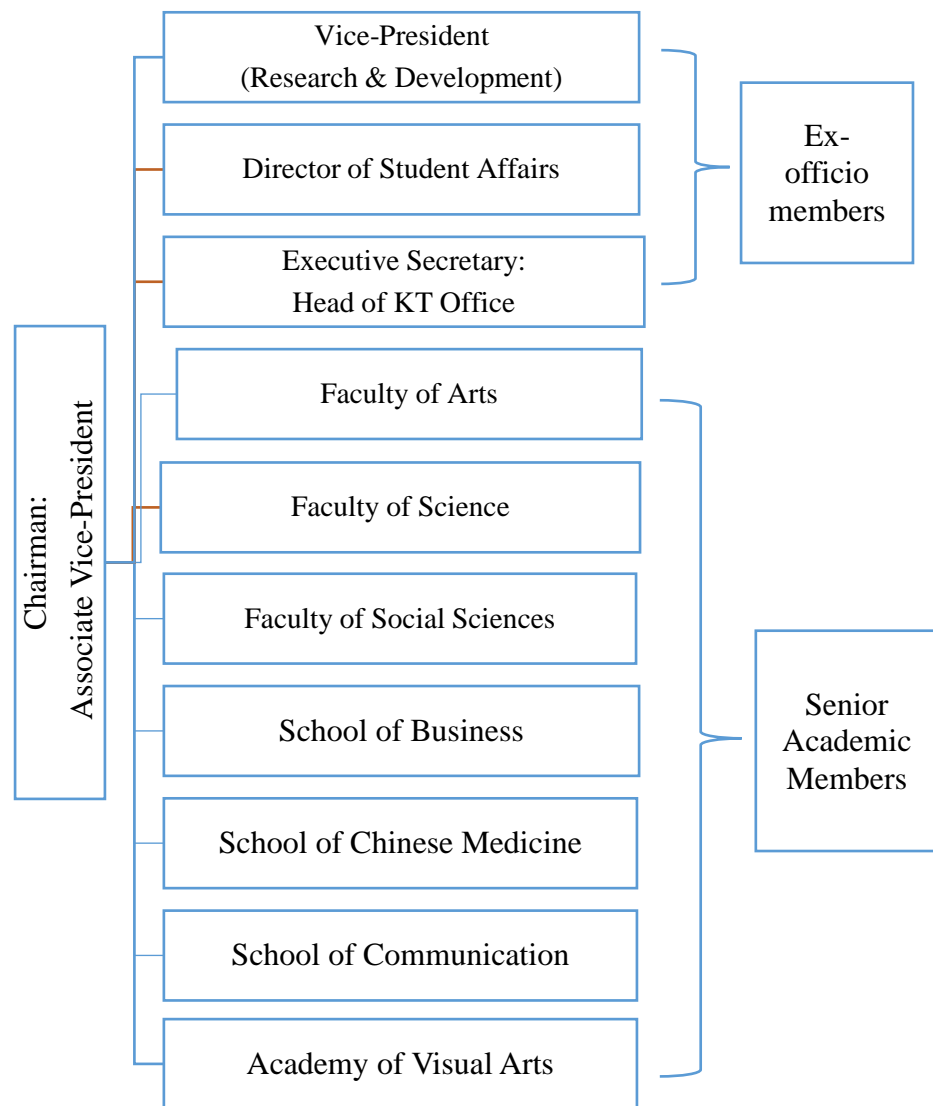 Vice-President
(Research & Development)
Director of Student Affairs
Executive Secretary:
Head of KT Office
Ex-
officio
members
Chairman:
Associate Vice-President
Faculty of Arts
Faculty of Science
Faculty of Social Sciences
School of Business
School of Chinese Medicine
School of Communication
Academy of Visual Arts
Senior
Academic
Members